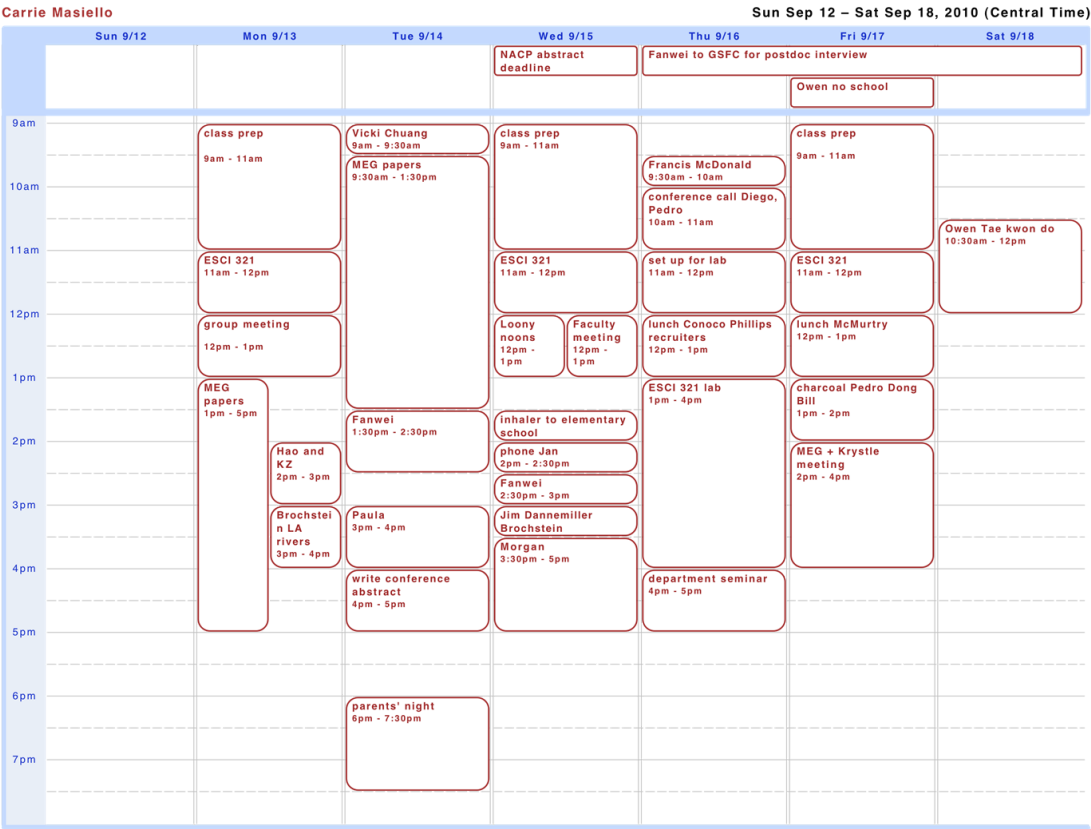 Carrie Masiello
Sun Sep 12 – Sat Sep 18, 2010 (Central Time)
Sun 9/12
Mon 9/13
Tue 9/14
Wed 9/15
Thu 9/16
Fri 9/17
Sat 9/18
NACP abstract
deadline
Fanwei to GSFC for postdoc interview
Owen no school
9am
10am
11am
12pm
1pm
2pm
3pm
4pm
5pm
6pm
7pm
class prep
9am - 11am
ESCI 321
11am - 12pm
group meeting
12pm - 1pm
MEG
papers
1pm - 5pm
Hao and
KZ
2pm - 3pm
Brochstei
n LA
rivers
3pm - 4pm
Vicki Chuang
9am - 9:30am
MEG papers
9:30am - 1:30pm
Fanwei
1:30pm - 2:30pm
Paula
3pm - 4pm
write conference
abstract
4pm - 5pm
parents' night
6pm - 7:30pm
class prep
9am - 11am
ESCI 321
11am - 12pm
Loony
noons
12pm -
1pm
Faculty
meeting
12pm -
1pm
inhaler to elementary
school
phone Jan
2pm - 2:30pm
Fanwei
2:30pm - 3pm
Jim Dannemiller
Brochstein
Morgan
3:30pm - 5pm
Francis McDonald
9:30am - 10am
conference call Diego,
Pedro
10am - 11am
set up for lab
11am - 12pm
lunch Conoco Phillips
recruiters
12pm - 1pm
ESCI 321 lab
1pm - 4pm
department seminar
4pm - 5pm
class prep
9am - 11am
ESCI 321
11am - 12pm
lunch McMurtry
12pm - 1pm
charcoal Pedro Dong
Bill
1pm - 2pm
MEG + Krystle
meeting
2pm - 4pm
Owen Tae kwon do
10:30am - 12pm